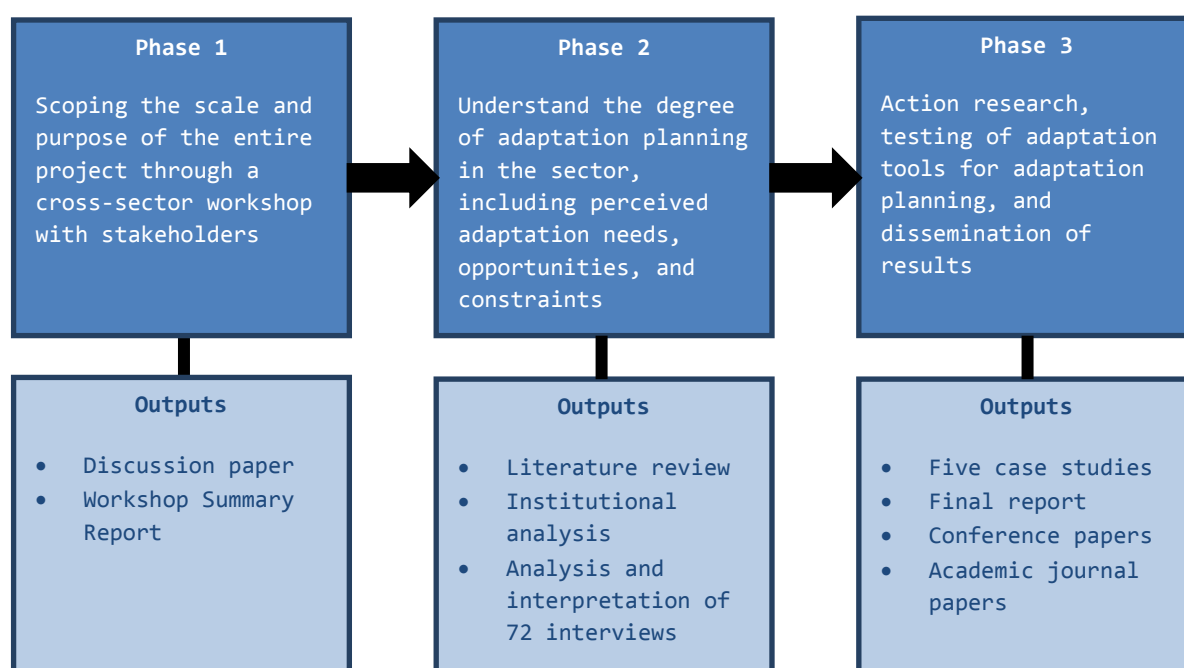 Phase 1
Scoping the scale and
purpose of the entire
project through a
cross-sector workshop
with stakeholders
Phase 2
Understand the degree
of adaptation planning
in the sector,
including perceived
adaptation needs,
opportunities, and
constraints
Phase 3
Action research,
testing of adaptation
tools for adaptation
planning, and
dissemination of
results
Outputs
• Discussion paper
• Workshop Summary
Report
Outputs
• Literature review
• Institutional
analysis
• Analysis and
interpretation of
72 interviews
Outputs
• Five case studies
• Final report
• Conference papers
• Academic journal
papers